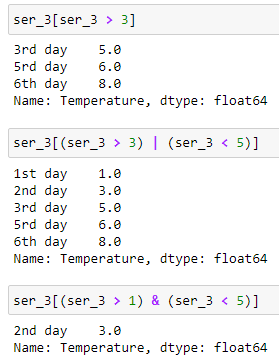 ser_3[ser_3 > 3]
3rd day    5.0
5rd day    6.0
6th day    8.0
Name: Temperature, dtype: float64
ser_3[(ser_3 > 3) | (ser_3 < 5)]
1st day    1.0
2nd day    3.0
3rd day    5.0
5rd day    6.0
6th day    8.0
Name: Temperature, dtype: float64
ser_3[(ser_3 > 1) & (ser_3 < 5)]
2nd day    3.0
Name: Temperature, dtype: float64